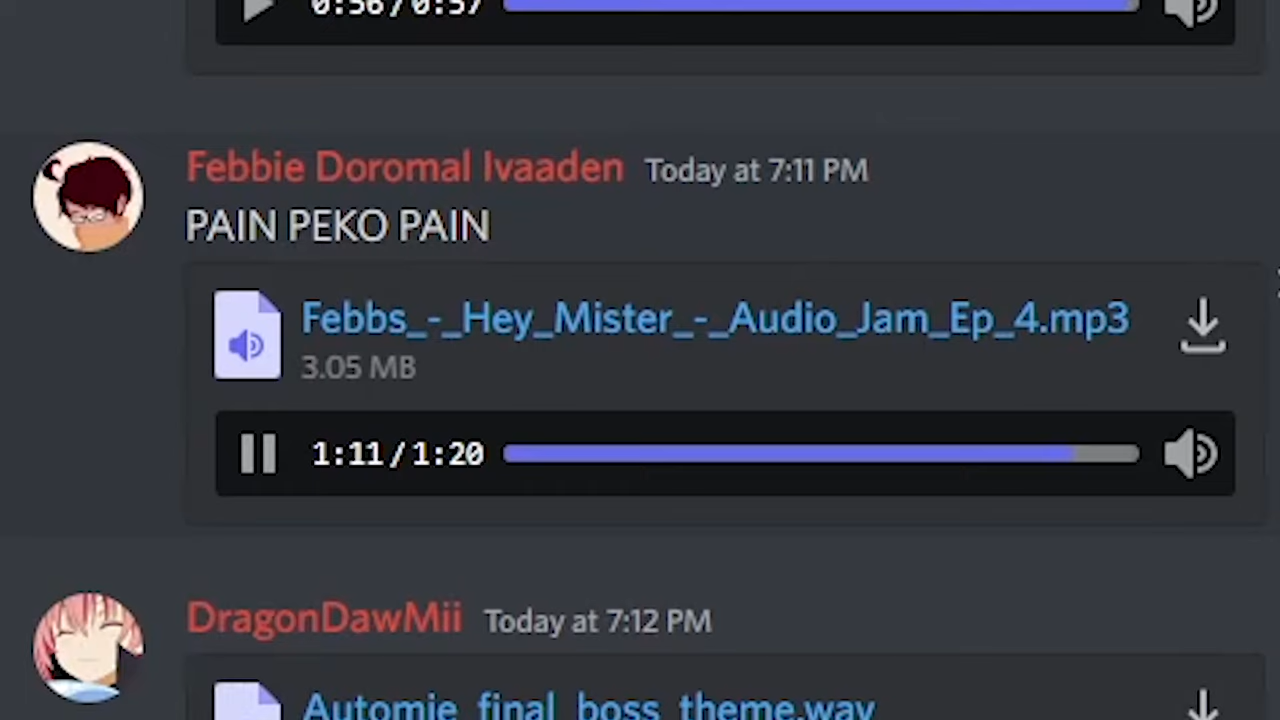 0:56/0:57
Febbie Doromal Ivaaden Today at 7:11 PM
PAIN PEKO PAIN
Febbs_-_Hey_Mister_-_Audio_Jam_Ep_4.mp3
3.05 MB
1:11/1:20
DragonDawMii Today at 7:12 PM
Automie_final_boss_theme.wav